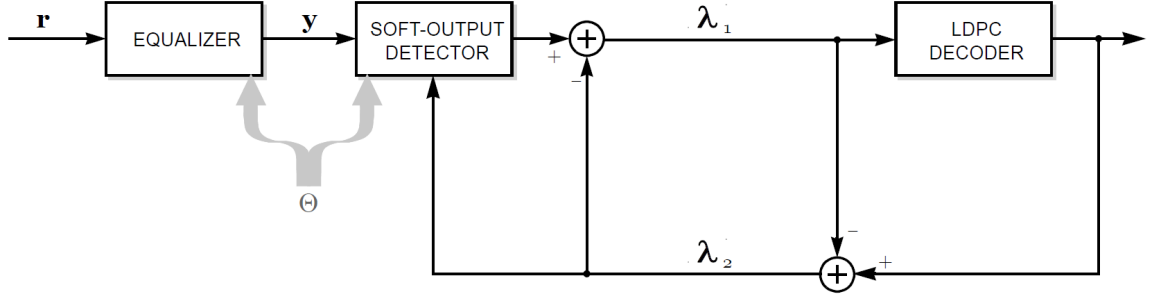 r
EQUALIZER
y
SOFT-OUTPUT
DETECTOR
+
−
λ1
LDPC
DECODER
Θ
λ2
−
+